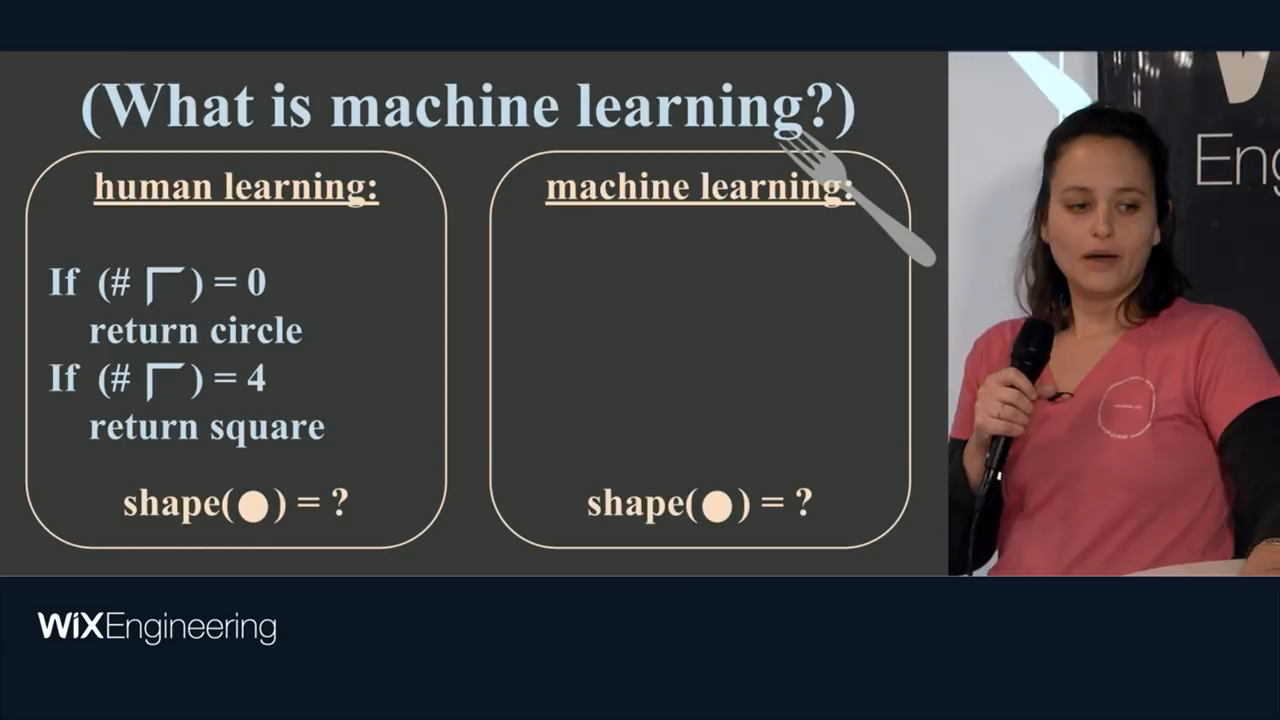 (What is machine learning?)
human learning:
If (# ) = 0
return circle
If (# ) = 4
return square
shape( ) = ?
machine learning:
shape( ) = ?
WiXEngineering